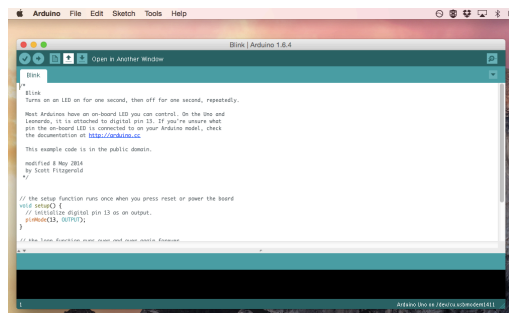 Arduino File Edit Sketch Tools Help
Blink | Arduino 1.6.4
Open in Another Window
Blink
/*
Blink
Turns on an LED on for one second, then off for one second, repeatedly.
Most Arduinos have an on-board LED you can control. On the Uno and
Leonardo, it is attached to digital pin 13. If you're unsure what
pin the on-board LED is connected to on your Arduino model, check
the documentation at http://arduino.cc
This example code is in the public domain.
modified 8 May 2014
by Scott Fitzgerald
*/
// the setup function runs once when you press reset or power the board
void setup() {
// initialize digital pin 13 as an output.
pinMode(13, OUTPUT);
}
// the loop function runs over and over again forever
1
Arduino Uno on /dev/cu.usbmodem1411